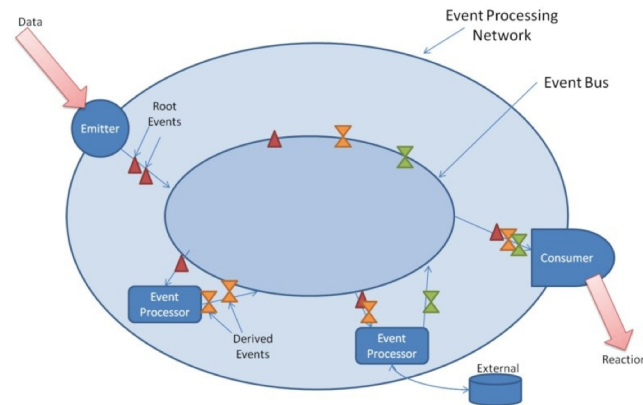 Data
Event Processing
Network
Event Bus
Emitter
Root
Events
Consumer
Event
Processor
Derived
Events
Event
Processor
External
Reaction